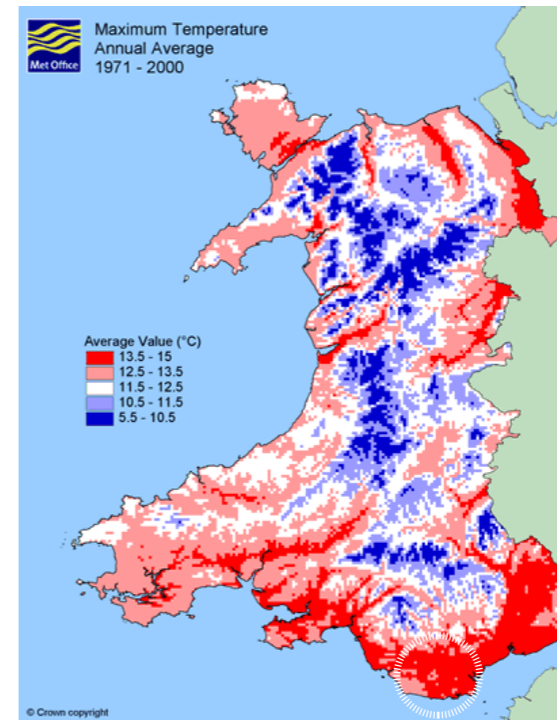 Met Office
Maximum Temperature
Annual Average
1971 - 2000
Average Value (°C)
13.5 - 15
12.5 - 13.5
11.5 - 12.5
10.5 - 11.5
5.5 - 10.5
© Crown copyright